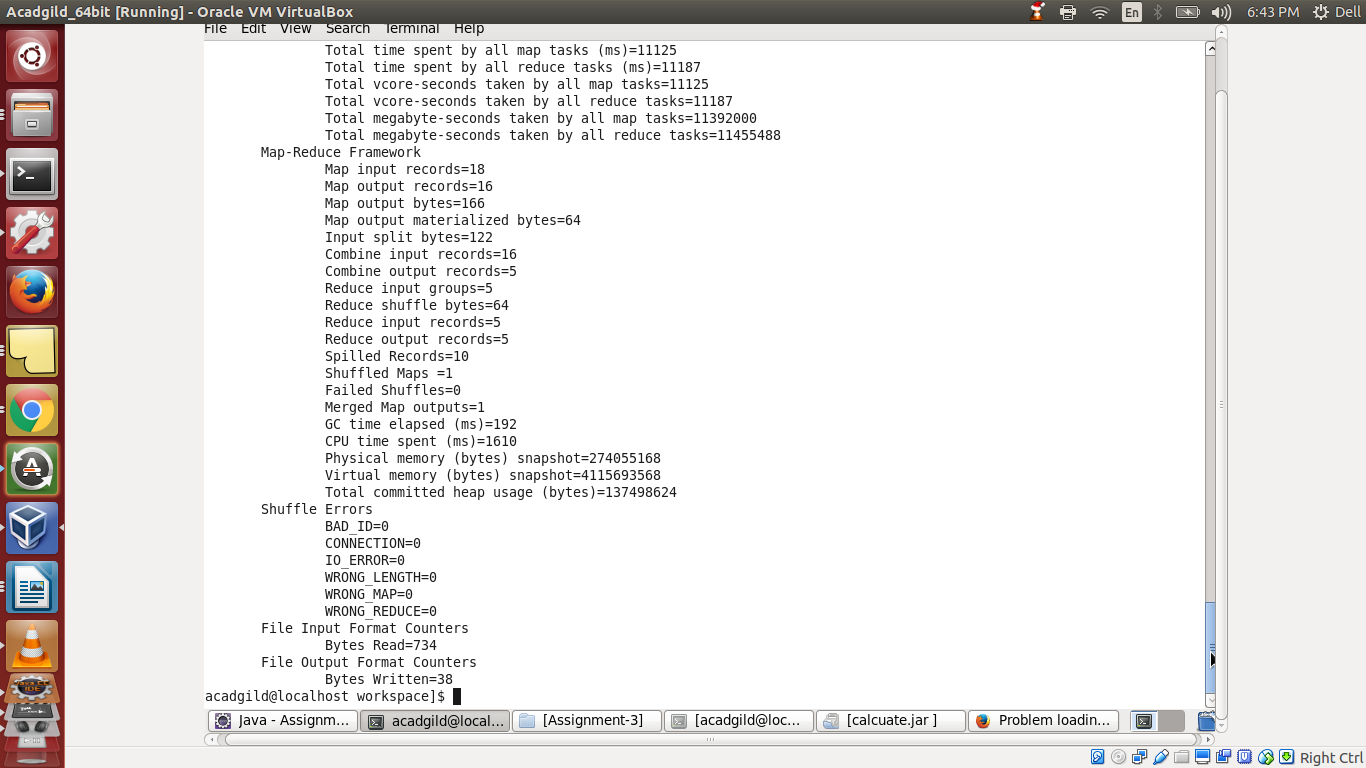 Acadgild_64bit [Running] - Oracle VM VirtualBox
En
6:43 PM
Dell
File Edit View Search Terminal Help
Total time spent by all map tasks (ms)=11125
Total time spent by all reduce tasks (ms)=11187
Total vcore-seconds taken by all map tasks=11125
Total vcore-seconds taken by all reduce tasks=11187
Total megabyte-seconds taken by all map tasks=11392000
Total megabyte-seconds taken by all reduce tasks=11455488
Map-Reduce Framework
Map input records=18
Map output records=16
Map output bytes=166
Map output materialized bytes=64
Input split bytes=122
Combine input records=16
Combine output records=5
Reduce input groups=5
Reduce shuffle bytes=64
Reduce input records=5
Reduce output records=5
Spilled Records=10
Shuffled Maps =1
Failed Shuffles=0
Merged Map outputs=1
GC time elapsed (ms)=192
CPU time spent (ms)=1610
Physical memory (bytes) snapshot=274055168
Virtual memory (bytes) snapshot=4115693568
Total committed heap usage (bytes)=137498624
Shuffle Errors
BAD_ID=0
CONNECTION=0
IO_ERROR=0
WRONG_LENGTH=0
WRONG_MAP=0
WRONG_REDUCE=0
File Input Format Counters
Bytes Read=734
File Output Format Counters
Bytes Written=38
acadgild@localhost workspace]$
Java - Assignm...
acadgild@local...
[Assignment-3]
[acadgild@loc...
[calcuate.jar ]
Problem loadin...
Right Ctrl